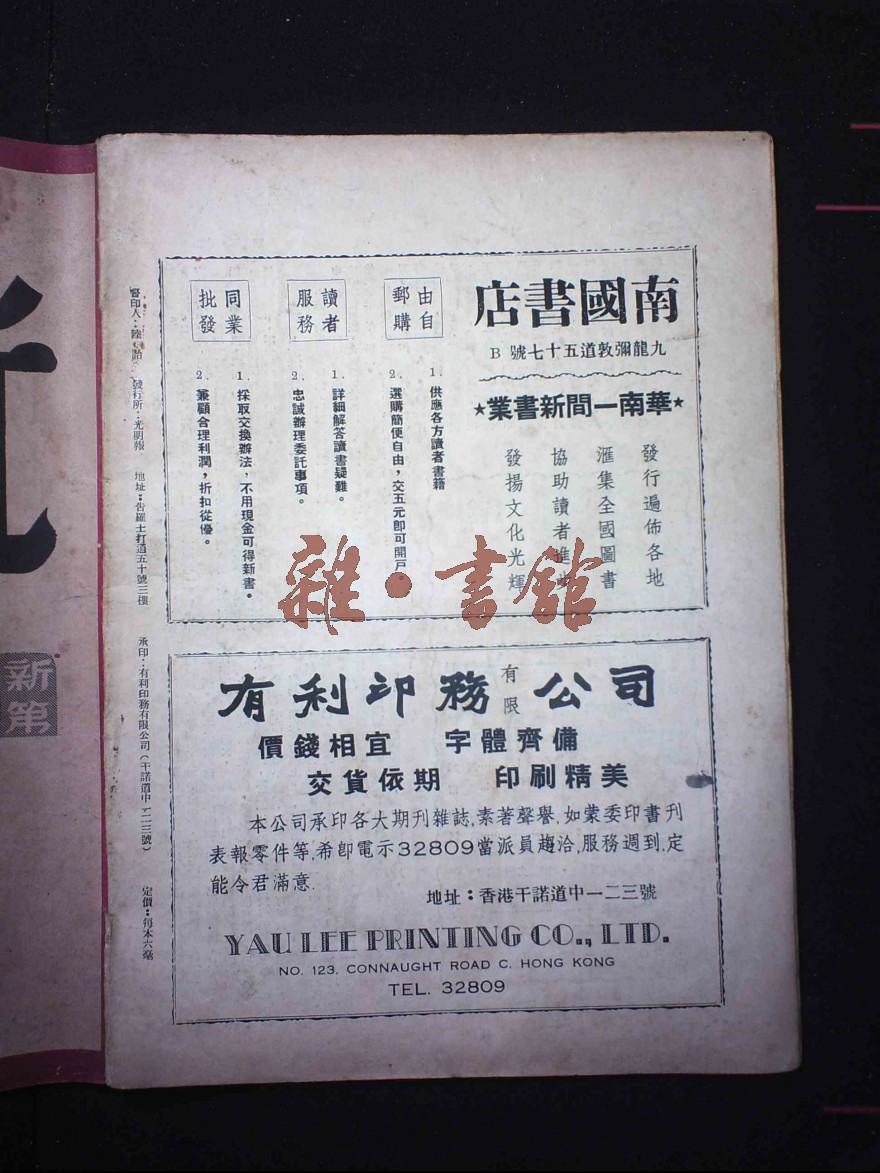 南國書店
九龍彌敦道五十七號 B
★華南一間新書業★
發行遍佈各地
滙集全國圖書
協助讀者進
發揚文化光輝
自由
郵購
1. 供應各方讀者書籍
2. 選購簡便自由，交五元即可開戶。
讀者
服務
1. 詳細解答讀書疑難。
2. 忠誠辦理委託事項。
同業
批發
1. 採取交換辦法，不用現金可得新書。
2. 兼顧合理利潤，折扣從優。
雜·書館
有利印務有限公司
價錢相宜 字體齊備
交貨依期 印刷精美
本公司承印各大期刊雜誌,素著聲譽,如蒙委印書刊
表報零件等,希卽電示32809當派員趨洽,服務週到,定
能令君滿意.
地址：香港干諾道中一二三號
YAU LEE PRINTING CO., LTD.
NO. 123, CONNAUGHT ROAD C. HONG KONG
TEL. 32809
督印人：陸 詒 發行所：光明報 地址：告羅士打道五十號三樓 承印：有利印務有限公司（干諾道中一二三號） 定價：每本六毫
新
第